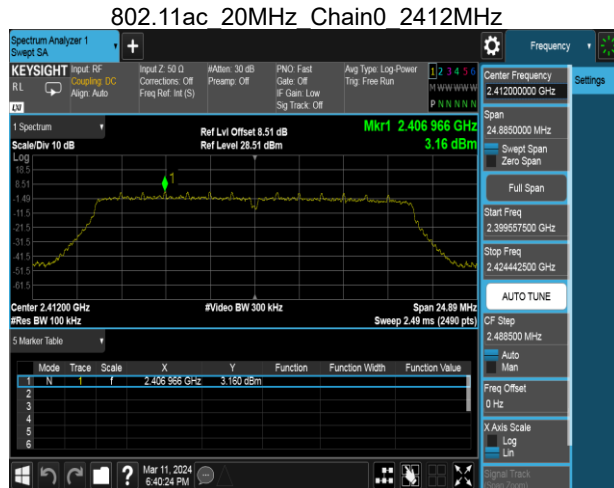 802.11ac_20MHz_Chain0_2412MHz
Spectrum Analyzer 1
Swept SA
Frequency
KEYSIGHT
RL
Input: RF
Coupling: DC
Align: Auto
Input Z: 50 Ω
Corrections: Off
Freq Ref: Int (S)
#Atten: 30 dB
Preamp: Off
PNO: Fast
Gate: Off
IF Gain: Low
Sig Track: Off
Avg Type: Log-Power
Trig: Free Run
1 2 3 4 5 6
M W W W W W
P N N N N N
LXI
Center Frequency
2.412000000 GHz
Settings
Span
24.8850000 MHz
Swept Span
Zero Span
Full Span
Start Freq
2.399557500 GHz
Stop Freq
2.424442500 GHz
AUTO TUNE
CF Step
2.488500 MHz
Auto
Man
Freq Offset
0 Hz
X Axis Scale
Log
Lin
Signal Track
(Span Zoom)
1 Spectrum
Scale/Div 10 dB
Ref Lvl Offset 8.51 dB
Ref Level 28.51 dBm
Mkr1 2.406 966 GHz
3.16 dBm
Log
18.5
8.51
-1.49
-11.5
-21.5
-31.5
-41.5
-51.5
-61.5
1
Center 2.41200 GHz
#Video BW 300 kHz
Span 24.89 MHz
#Res BW 100 kHz
Sweep 2.49 ms (2490 pts)
5 Marker Table
Mode Trace Scale X Y Function Function Width Function Value
1 N 1 f 2.406 966 GHz 3.160 dBm
2
3
4
5
6
?
Mar 11, 2024
6:40:24 PM